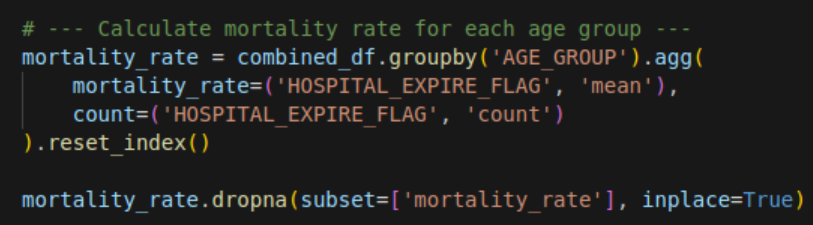 # --- Calculate mortality rate for each age group ---
mortality_rate = combined_df.groupby('AGE_GROUP').agg(
    mortality_rate=('HOSPITAL_EXPIRE_FLAG', 'mean'),
    count=('HOSPITAL_EXPIRE_FLAG', 'count')
).reset_index()
mortality_rate.dropna(subset=['mortality_rate'], inplace=True)